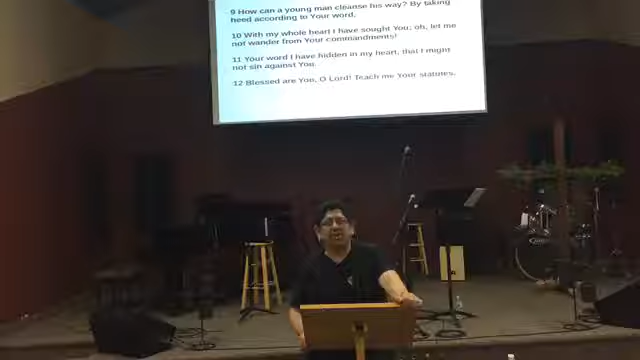 9 How can a young man cleanse his way? By taking
heed according to Your word.
10 With my whole heart I have sought You; oh, let me
not wander from Your commandments!
11 Your word I have hidden in my heart, that I might
not sin against You.
12 Blessed are You, O Lord! Teach me Your statutes.